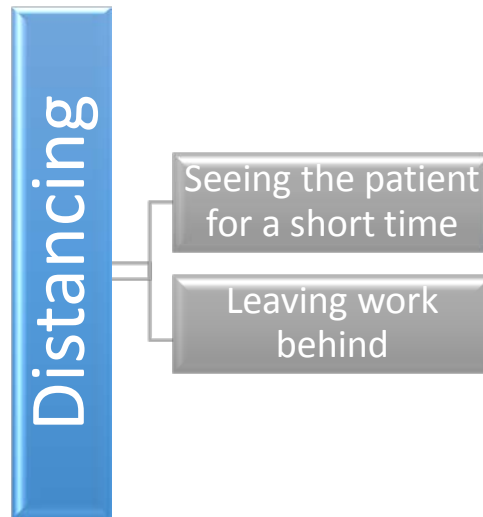 Distancing
Seeing the patient
for a short time
Leaving work
behind